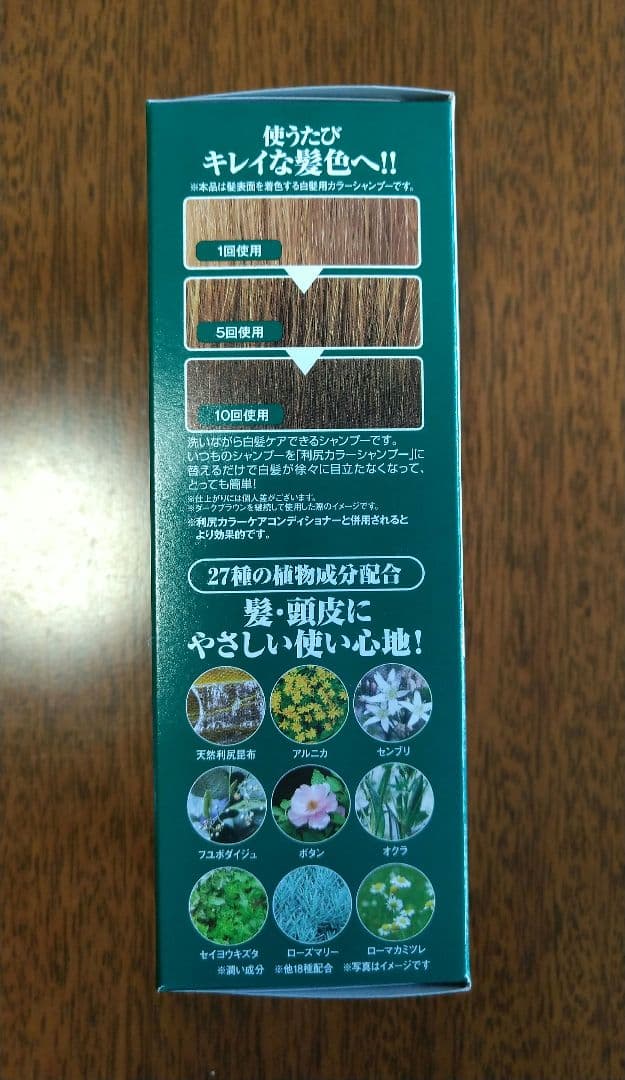 使うたび
キレイな髪色へ!!
※本品は髪表面を着色する白髪用カラーシャンプーです。
1回使用
5回使用
10回使用
洗いながら白髪ケアできるシャンプーです。
いつものシャンプーを「利尻カラーシャンプー」に
替えるだけで白髪が徐々に目立たなくなって、
とっても簡単!
※仕上がりには個人差がございます。
※ダークブラウンを継続して使用した際のイメージです。
※利尻カラーケアコンディショナーと併用されると
より効果的です。
27種の植物成分配合
髪・頭皮に
やさしい使い心地!
天然利尻昆布 アルニカ センブリ
フユボダイジュ ボタン オクラ
セイヨウキズタ ローズマリー ローマカミツレ
※潤い成分 ※他18種配合 ※写真はイメージです